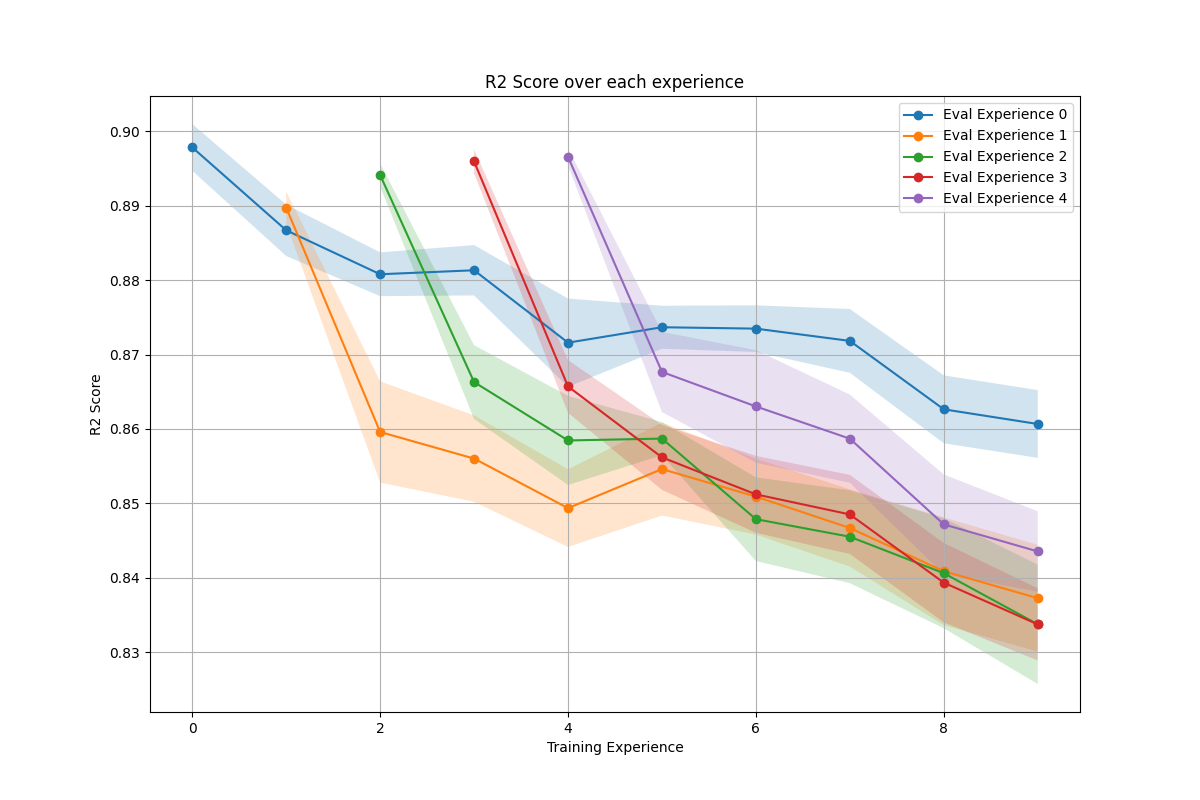 R2 Score over each experience
Eval Experience 0
Eval Experience 1
Eval Experience 2
Eval Experience 3
Eval Experience 4
0.90
0.89
0.88
0.87
0.86
0.85
0.84
0.83
R2 Score
0 2 4 6 8
Training Experience